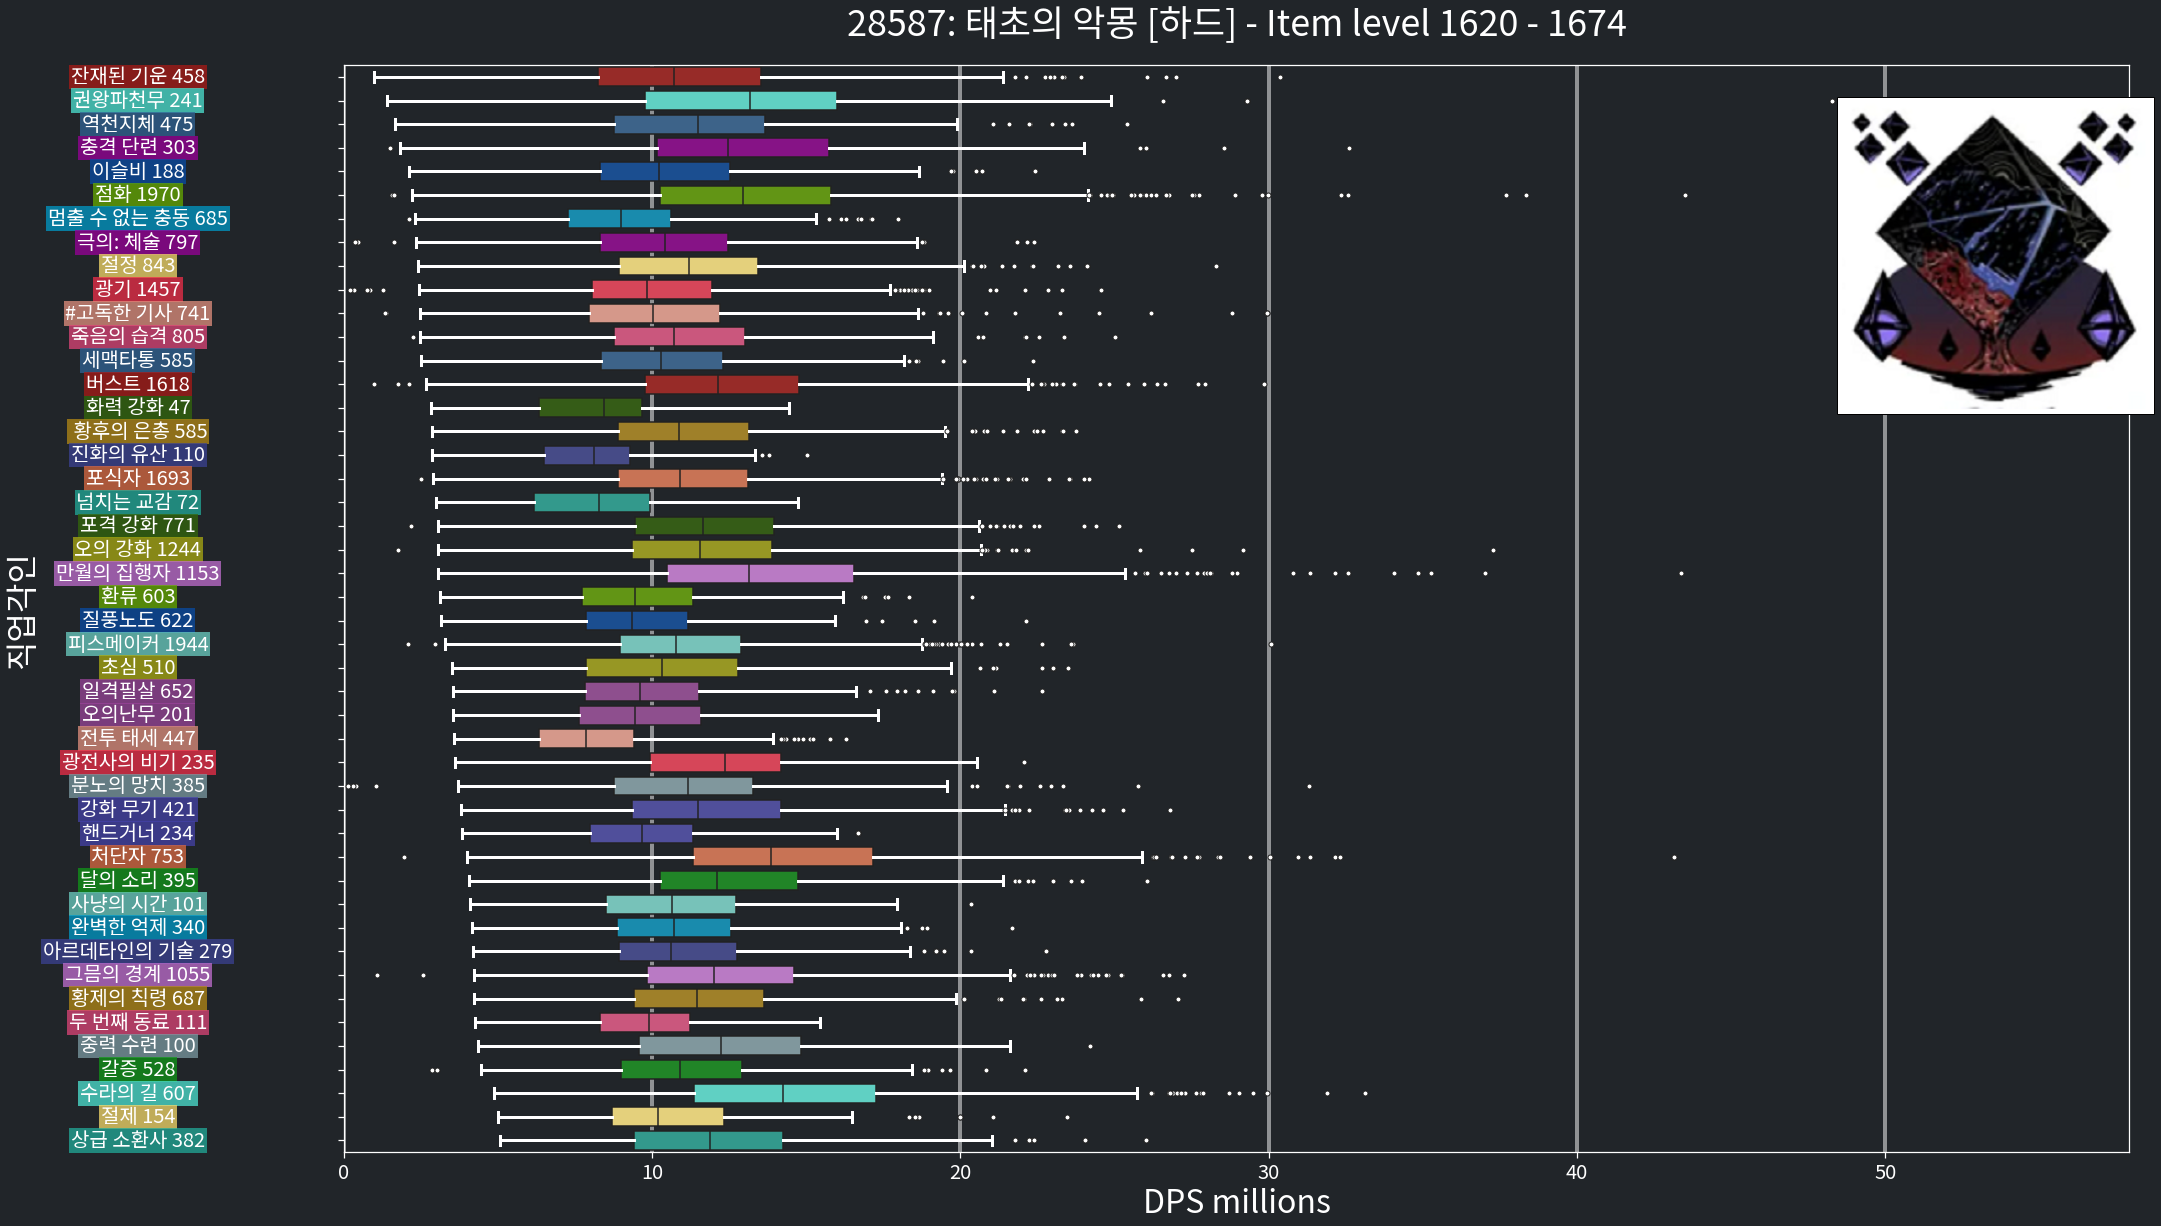 28587: 태초의 악몽 [하드] - Item level 1620 - 1674
잔재된 기운 458
권왕파천무 241
역천지체 475
충격 단련 303
이슬비 188
점화 1970
멈출 수 없는 충동 685
극의: 체술 797
절정 843
광기 1457
#고독한 기사 741
죽음의 습격 805
세맥타통 585
버스트 1618
화력 강화 47
황후의 은총 585
진화의 유산 110
포식자 1693
넘치는 교감 72
포격 강화 771
오의 강화 1244
만월의 집행자 1153
환류 603
질풍노도 622
피스메이커 1944
초심 510
일격필살 652
오의난무 201
전투 태세 447
광전사의 비기 235
분노의 망치 385
강화 무기 421
핸드거너 234
처단자 753
달의 소리 395
사냥의 시간 101
완벽한 억제 340
아르데타인의 기술 279
그믐의 경계 1055
황제의 칙령 687
두 번째 동료 111
중력 수련 100
갈증 528
수라의 길 607
절제 154
상급 소환사 382
직업각인
0 10 20 30 40 50
DPS millions